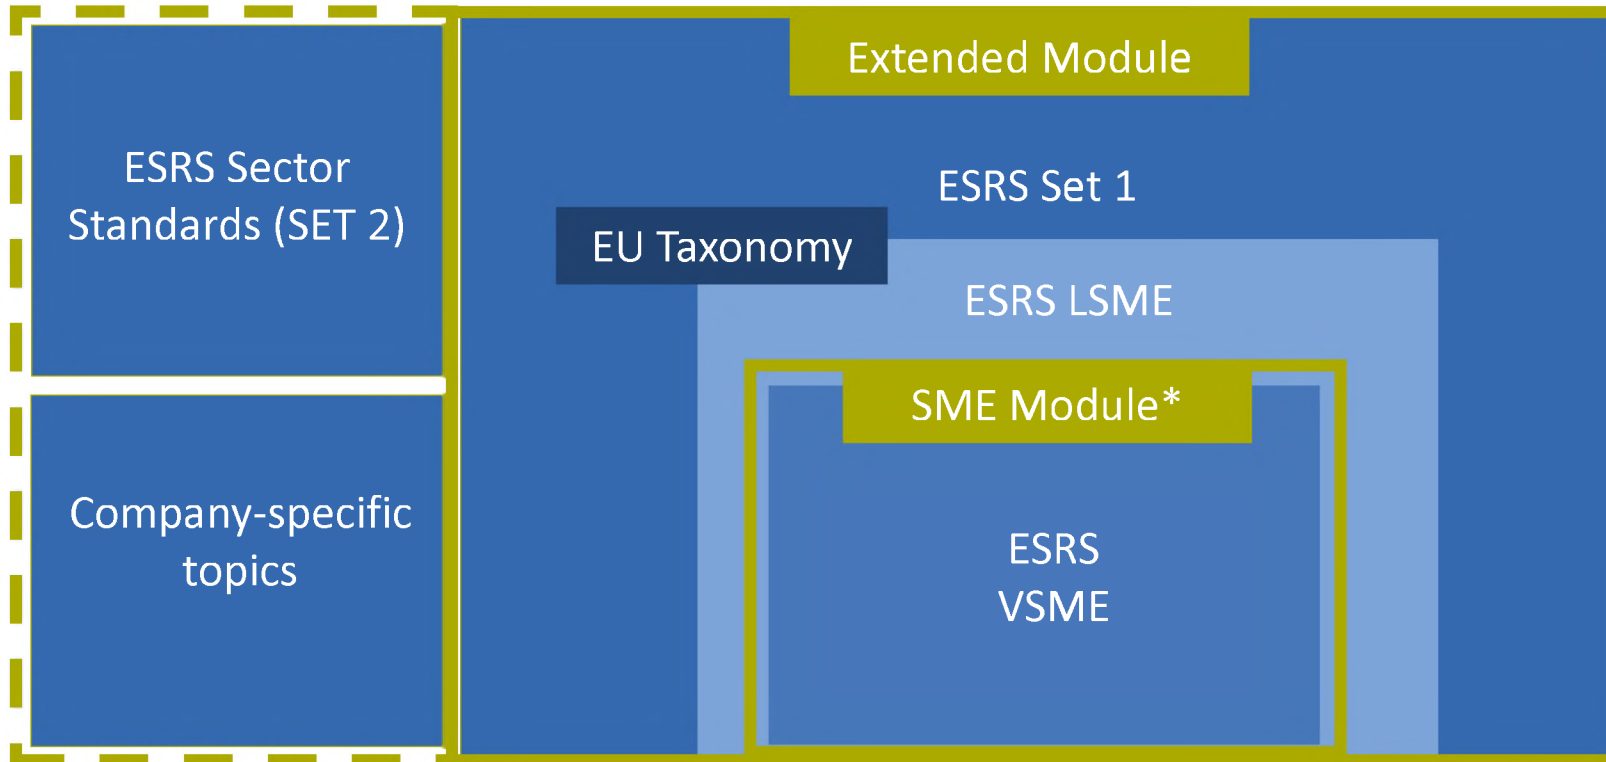 ESRS Sector
Standards (SET 2)
Company-specific
topics
Extended Module
ESRS Set 1
EU Taxonomy
ESRS LSME
SME Module*
ESRS
VSME